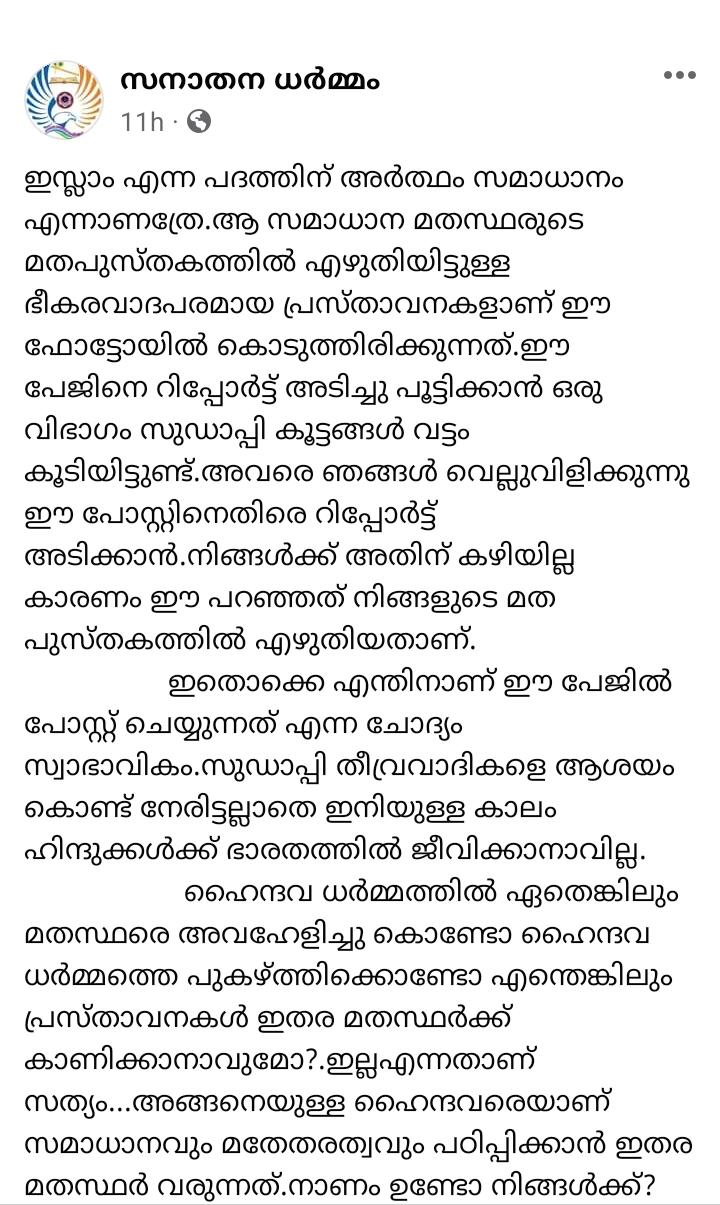 സനാതന ധർമ്മം
11h ·
ഇസ്ലാം എന്ന പദത്തിന് അർത്ഥം സമാധാനം
എന്നാണത്രേ.ആ സമാധാന മതസ്ഥരുടെ
മതപുസ്തകത്തിൽ എഴുതിയിട്ടുള്ള
ഭീകരവാദപരമായ പ്രസ്താവനകളാണ് ഈ
ഫോട്ടോയിൽ കൊടുത്തിരിക്കുന്നത്.ഈ
പേജിനെ റിപ്പോർട്ട് അടിച്ചു പൂട്ടിക്കാൻ ഒരു
വിഭാഗം സുഡാപ്പി കൂട്ടങ്ങൾ വട്ടം
കൂടിയിട്ടുണ്ട്.അവരെ ഞങ്ങൾ വെല്ലുവിളിക്കുന്നു
ഈ പോസ്റ്റിനെതിരെ റിപ്പോർട്ട്
അടിക്കാൻ.നിങ്ങൾക്ക് അതിന് കഴിയില്ല
കാരണം ഈ പറഞ്ഞത് നിങ്ങളുടെ മത
പുസ്തകത്തിൽ എഴുതിയതാണ്.
ഇതൊക്കെ എന്തിനാണ് ഈ പേജിൽ
പോസ്റ്റ് ചെയ്യുന്നത് എന്ന ചോദ്യം
സ്വാഭാവികം.സുഡാപ്പി തീവ്രവാദികളെ ആശയം
കൊണ്ട് നേരിട്ടല്ലാതെ ഇനിയുള്ള കാലം
ഹിന്ദുക്കൾക്ക് ഭാരതത്തിൽ ജീവിക്കാനാവില്ല.
ഹൈന്ദവ ധർമ്മത്തിൽ ഏതെങ്കിലും
മതസ്ഥരെ അവഹേളിച്ചു കൊണ്ടോ ഹൈന്ദവ
ധർമ്മത്തെ പുകഴ്ത്തിക്കൊണ്ടോ എന്തെങ്കിലും
പ്രസ്താവനകൾ ഇതര മതസ്ഥർക്ക്
കാണിക്കാനാവുമോ?.ഇല്ലഎന്നതാണ്
സത്യം...അങ്ങനെയുള്ള ഹൈന്ദവരെയാണ്
സമാധാനവും മതേതരത്വവും പഠിപ്പിക്കാൻ ഇതര
മതസ്ഥർ വരുന്നത്.നാണം ഉണ്ടോ നിങ്ങൾക്ക്?